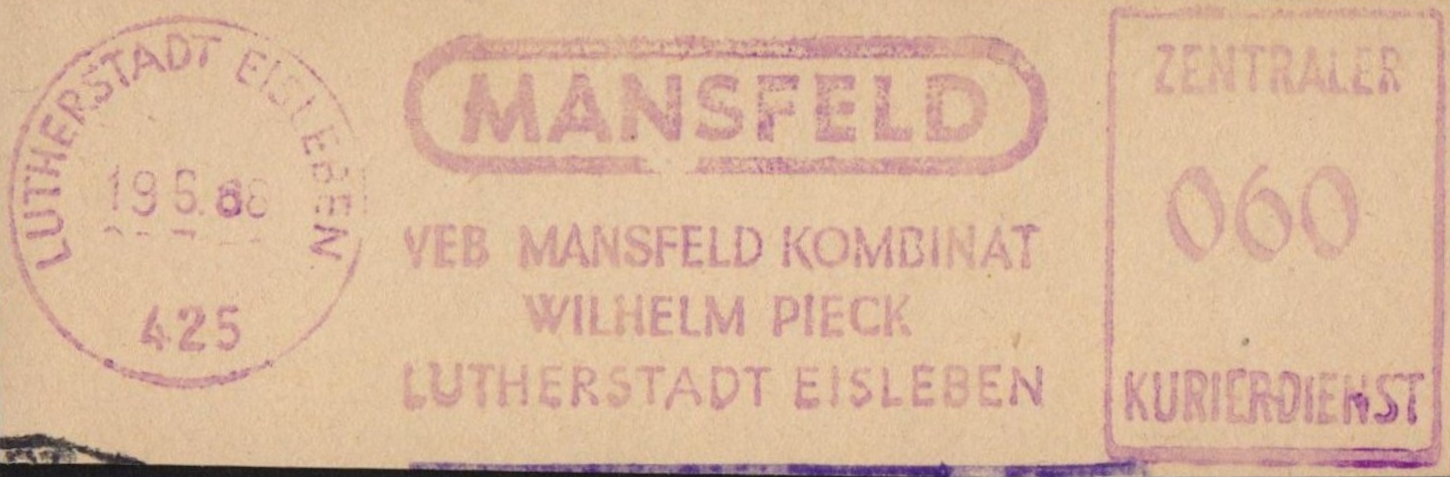 LUTHERSTADT EISLEBEN
19.6.68
425
MANSFELD
VEB MANSFELD KOMBINAT
WILHELM PIECK
LUTHERSTADT EISLEBEN
ZENTRALER
060
KURIERDIENST